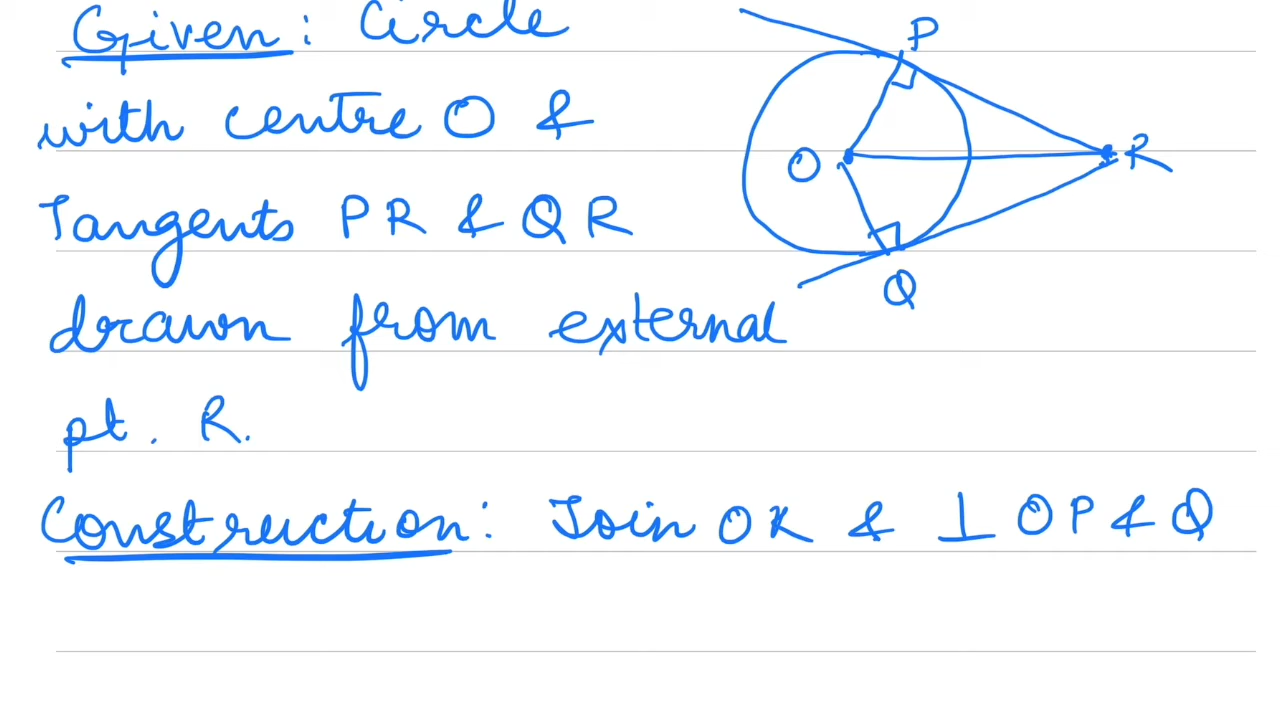 Given: Circle
with centre O &
Tangents PR & QR
drawn from external
pt. R.
Construction: Join OR & ⊥ OP & Q
P
O
R
Q